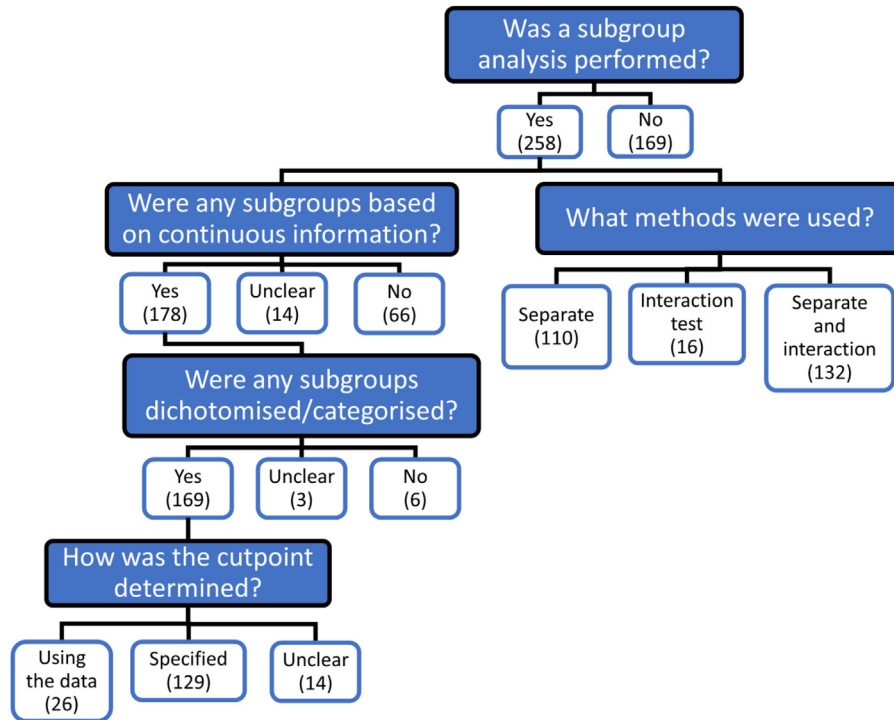 Was a subgroup
analysis performed?
Yes
(258)
No
(169)
Were any subgroups based
on continuous information?
What methods were used?
Yes
(178)
Unclear
(14)
No
(66)
Separate
(110)
Interaction
test
(16)
Separate
and
interaction
(132)
Were any subgroups
dichotomised/categorised?
Yes
(169)
Unclear
(3)
No
(6)
How was the cutpoint
determined?
Using
the data
(26)
Specified
(129)
Unclear
(14)